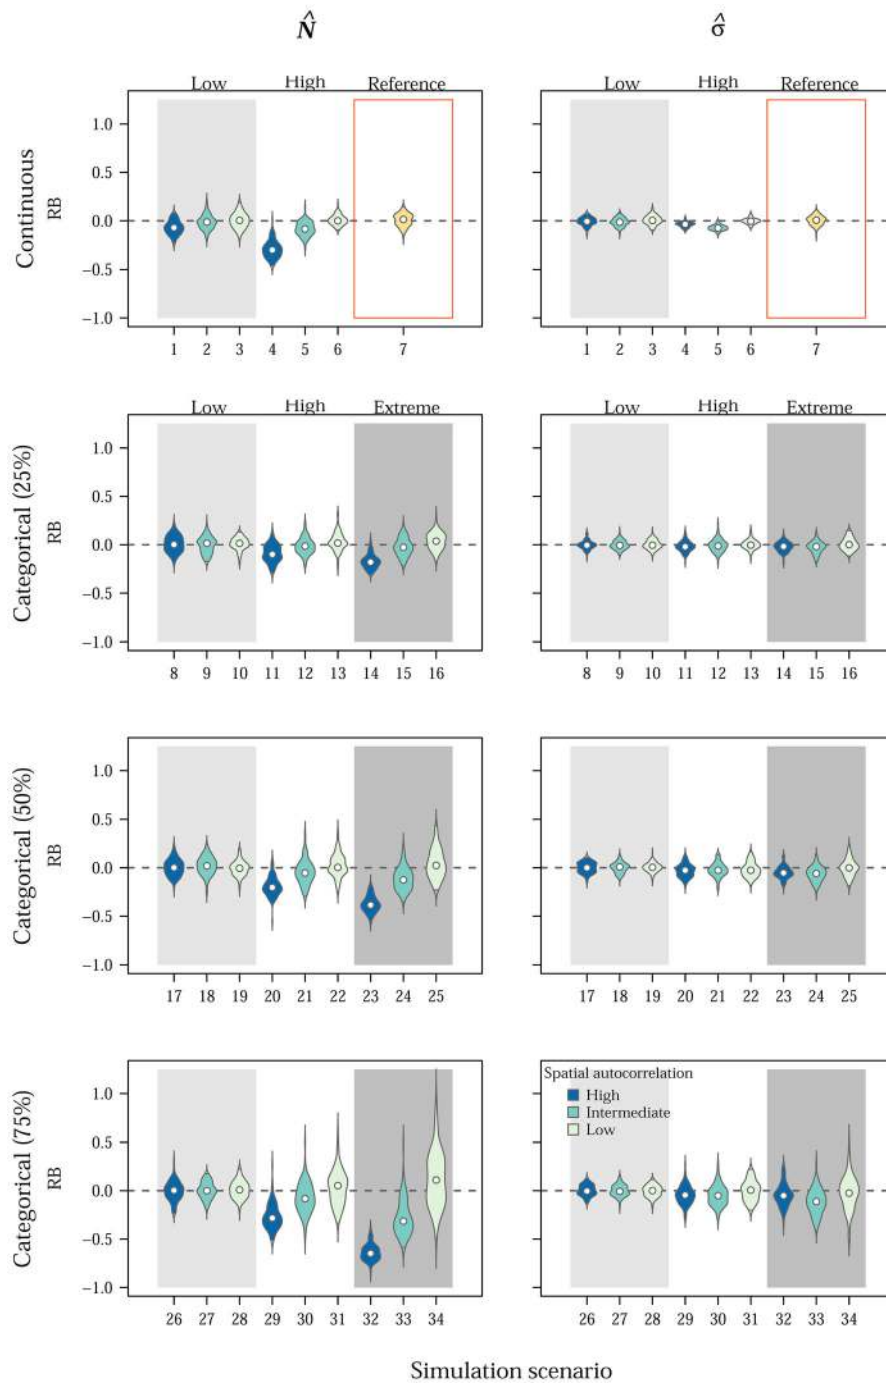 N̂ σ̂
Low High Reference Low High Reference
Continuous
RB
1.0
0.5
0.0
−0.5
−1.0
1 2 3 4 5 6 7 1 2 3 4 5 6 7
Low High Extreme Low High Extreme
Categorical (25%)
RB
1.0
0.5
0.0
−0.5
−1.0
8 9 10 11 12 13 14 15 16 8 9 10 11 12 13 14 15 16
Categorical (50%)
RB
1.0
0.5
0.0
−0.5
−1.0
17 18 19 20 21 22 23 24 25 17 18 19 20 21 22 23 24 25
Categorical (75%)
RB
1.0
0.5
0.0
−0.5
−1.0
Spatial autocorrelation
High
Intermediate
Low
26 27 28 29 30 31 32 33 34 26 27 28 29 30 31 32 33 34
Simulation scenario